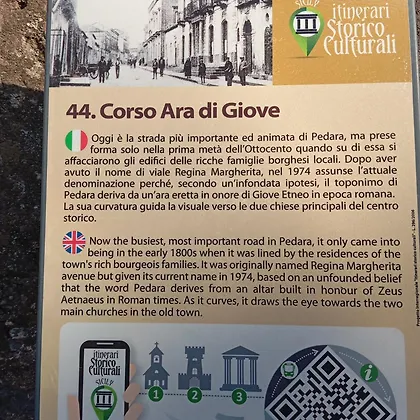 SICILY
itinerari
Storico
Culturali
44. Corso Ara di Giove
Oggi è la strada più importante ed animata di Pedara, ma prese
forma solo nella prima metà dell'Ottocento quando su di essa si
affacciarono gli edifici delle ricche famiglie borghesi locali. Dopo aver
avuto il nome di viale Regina Margherita, nel 1974 assunse l'attuale
denominazione perché, secondo un'infondata ipotesi, il toponimo di
Pedara deriva da un'ara eretta in onore di Giove Etneo in epoca romana.
La sua curvatura guida la visuale verso le due chiese principali del centro
storico.
Now the busiest, most important road in Pedara, it only came into
being in the early 1800s when it was lined by the residences of the
town's rich bourgeois families. It was originally named Regina Margherita
avenue but given its current name in 1974, based on an unfounded belief
that the word Pedara derives from an altar built in honour of Zeus
Aetnaeus in Roman times. As it curves, it draws the eye towards the two
main churches in the old town.
itinerari
Storico
Culturali
SICILY
1 2 3
i